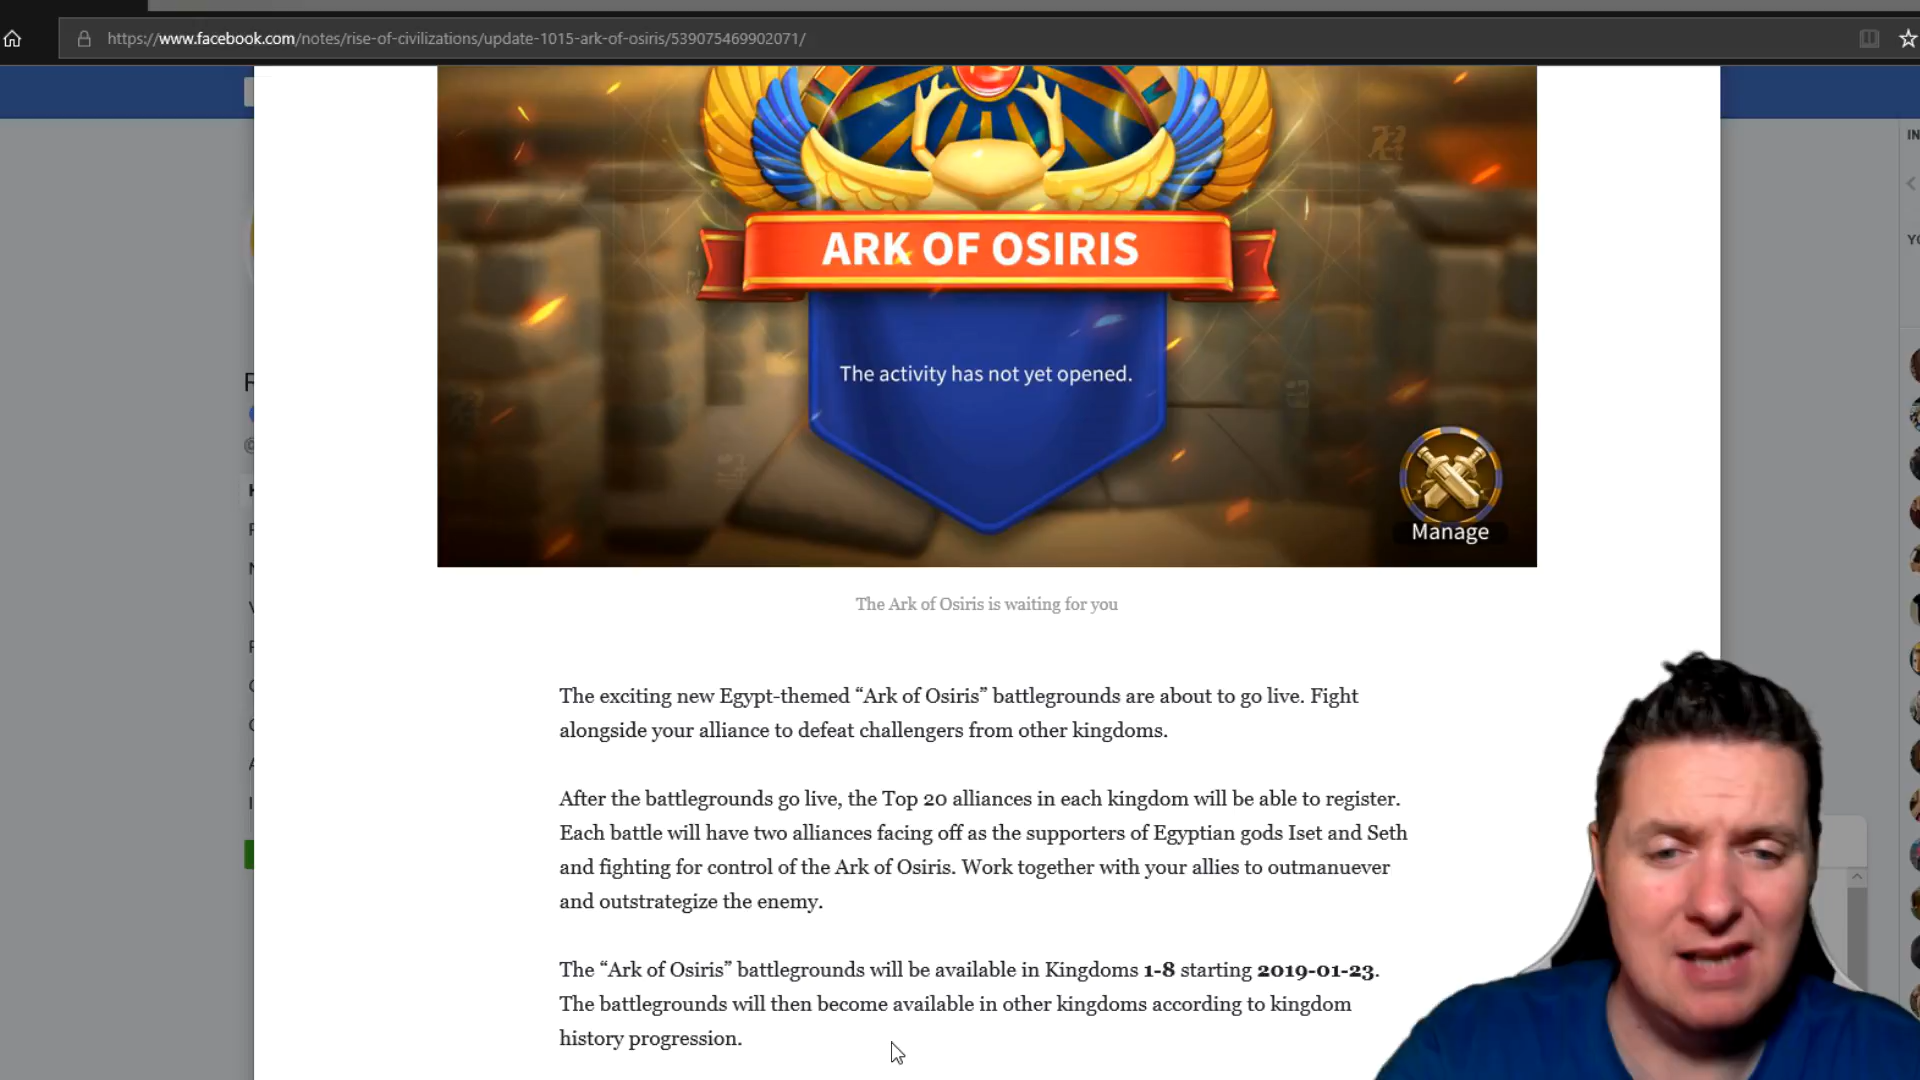 https://www.facebook.com/notes/rise-of-civilizations/update-1015-ark-of-osiris/539075469902071/
ARK OF OSIRIS
The activity has not yet opened.
Manage
The Ark of Osiris is waiting for you
The exciting new Egypt-themed “Ark of Osiris” battlegrounds are about to go live. Fight
alongside your alliance to defeat challengers from other kingdoms.
After the battlegrounds go live, the Top 20 alliances in each kingdom will be able to register.
Each battle will have two alliances facing off as the supporters of Egyptian gods Iset and Seth
and fighting for control of the Ark of Osiris. Work together with your allies to outmanuever
and outstrategize the enemy.
The “Ark of Osiris” battlegrounds will be available in Kingdoms 1-8 starting 2019-01-23.
The battlegrounds will then become available in other kingdoms according to kingdom
history progression.